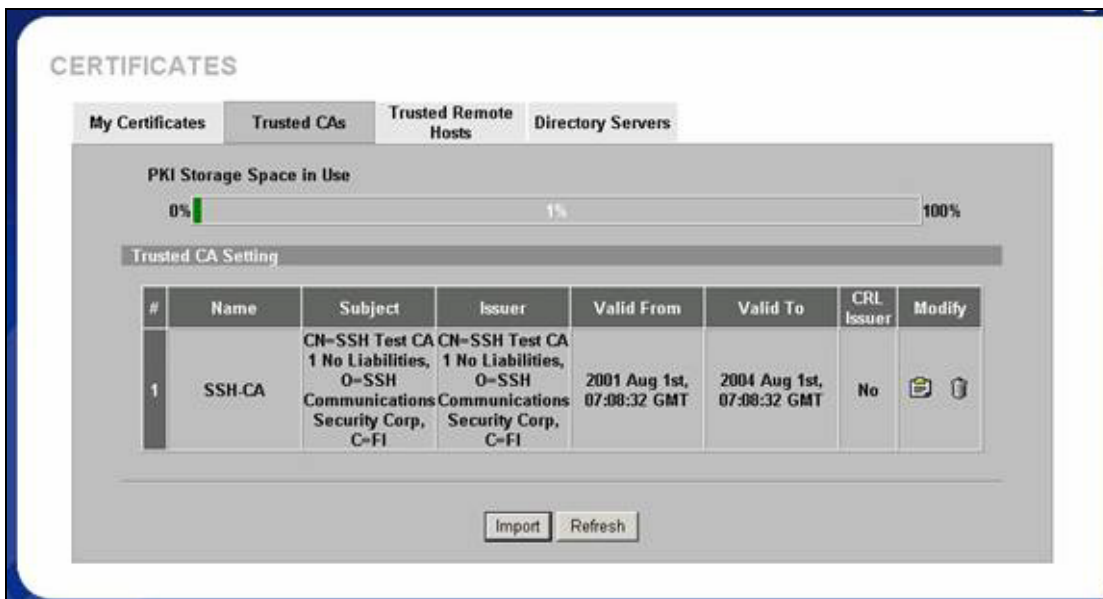 CERTIFICATES
My Certificates
Trusted CAs
Trusted Remote
Hosts
Directory Servers
PKI Storage Space in Use
0% 1% 100%
Trusted CA Setting
# Name Subject Issuer Valid From Valid To CRL Issuer Modify
1
SSH-CA
CN=SSH Test CA
1 No Liabilities,
O=SSH
Communications
Security Corp,
C=FI
CN=SSH Test CA
1 No Liabilities,
O=SSH
Communications
Security Corp,
C=FI
2001 Aug 1st,
07:08:32 GMT
2004 Aug 1st,
07:08:32 GMT
No
Import Refresh